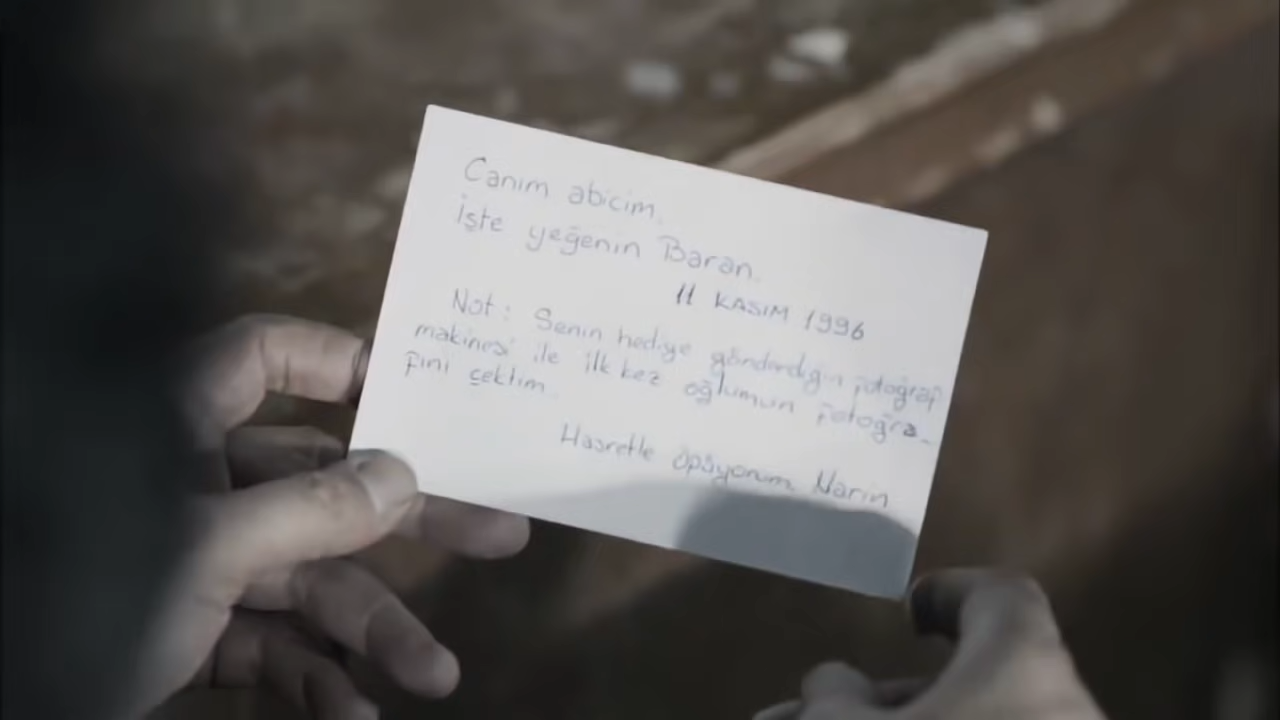 Canım abicim.
İşte yeğenin Baran.
11 KASIM 1996
Not: Senin hediye gönderdiğin fotoğraf
makinesi ile ilk kez oğlumun fotoğra-
fını çektim.
Hasretle öpüyorum Narin